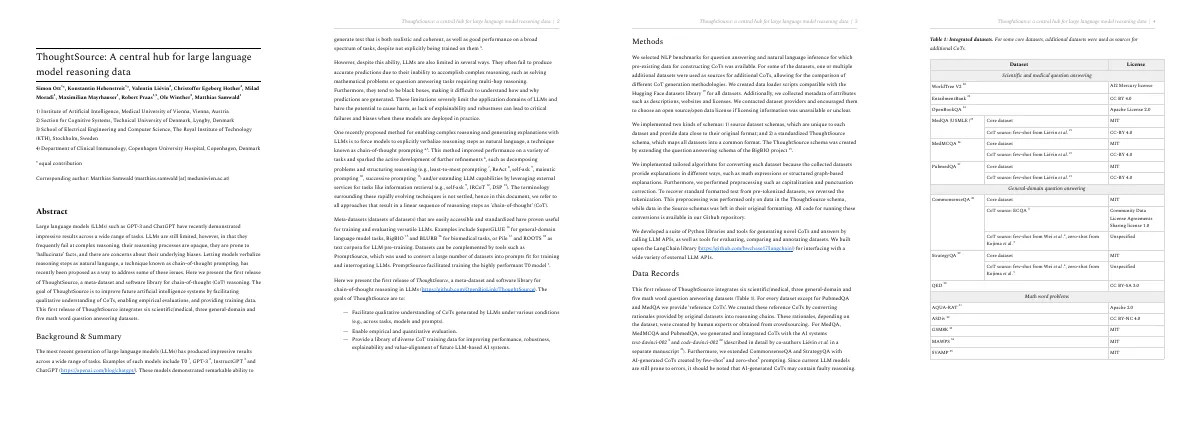 ThoughtSource: A central hub for large language
model reasoning data
Simon Ott, Konstantin Hebenstreit, Valentin Liévin, Christoffer Egeberg Hother, Milad
Moradi, Maximilian Mayrhauser, Robert Praas, Ole Winther, Matthias Samwald
1) Institute of Artificial Intelligence, Medical University of Vienna, Vienna, Austria
2) Section for Cognitive Systems, Technical University of Denmark, Lyngby, Denmark
3) School of Electrical Engineering and Computer Science, The Royal Institute of Technology
(KTH), Stockholm, Sweden
4) Department of Clinical Immunology, Copenhagen University Hospital, Copenhagen, Denmark
* equal contribution
Corresponding author: Matthias Samwald (matthias.samwald [at] meduniwien.ac.at)
Abstract
Large language models (LLMs) such as GPT-3 and ChatGPT have recently demonstrated
impressive results across a wide range of tasks. LLMs are still limited, however, in that they
frequently fail at complex reasoning, their reasoning processes are opaque, they are prone to
'hallucinate' facts, and there are concerns about their underlying biases. Letting models verbalize
reasoning steps as natural language, a technique known as chain-of-thought prompting, has
recently been proposed as a way to address some of these issues. Here we present the first release
of ThoughtSource, a meta-dataset and software library for chain-of-thought (CoT) reasoning. The
goal of ThoughtSource is to improve future artificial intelligence systems by facilitating
qualitative understanding of CoTs, enabling empirical evaluations, and providing training data.
This first release of ThoughtSource integrates six scientific/medical, three general-domain and
five math word question answering datasets.
Background & Summary
The most recent generation of large language models (LLMs) has produced impressive results
across a wide range of tasks. Examples of such models include T0, GPT-3, InstructGPT and
ChatGPT (https://openai.com/blog/chatgpt/). These models demonstrated remarkable ability to
ThoughtSource: a central hub for large language model reasoning data | 2
generate text that is both realistic and coherent, as well as good performance on a broad
spectrum of tasks, despite not explicitly being trained on them.
However, despite this ability, LLMs are also limited in several ways. They often fail to produce
accurate predictions due to their inability to accomplish complex reasoning, such as solving
mathematical problems or question answering tasks requiring multi-hop reasoning.
Furthermore, they tend to be black boxes, making it difficult to understand how and why
predictions are generated. These limitations severely limit the application domains of LLMs and
have the potential to cause harm, as lack of explainability and robustness can lead to critical
failures and biases when these models are deployed in practice.
One recently proposed method for enabling complex reasoning and generating explanations with
LLMs is to force models to explicitly verbalize reasoning steps as natural language, a technique
known as chain-of-thought prompting. This method improved performance on a variety of
tasks and sparked the active development of further refinements, such as decomposing
problems and structuring reasoning (e.g., least-to-most prompting, ReAct, self-ask, maieutic
prompting, successive prompting) and/or extending LLM capabilities by leveraging external
services for tasks like information retrieval (e.g., self-ask, IRCoT, DSP). The terminology
surrounding these rapidly evolving techniques is not settled, hence in this document, we refer to
all approaches that result in a linear sequence of reasoning steps as 'chain-of-thought' (CoT).
Meta-datasets (datasets of datasets) that are easily accessible and standardized have proven useful
for training and evaluating versatile LLMs. Examples include SuperGLUE for general-domain
language model tasks, BigBIO and BLURB for biomedical tasks, or Pile and ROOTS as
text corpora for LLM pre-training. Datasets can be complemented by tools such as
PromptSource, which was used to convert a large number of datasets into prompts fit for training
and interrogating LLMs. PromptSource facilitated training the highly performant T0 model.
Here we present the first release of ThoughtSource, a meta-dataset and software library for
chain-of-thought reasoning in LLMs (https://github.com/OpenBioLink/ThoughtSource). The
goals of ThoughtSource are to:
— Facilitate qualitative understanding of CoTs generated by LLMs under various conditions
(e.g., across tasks, models and prompts).
— Enable empirical and quantitative evaluation.
— Provide a library of diverse CoT training data for improving performance, robustness,
explainability and value-alignment of future LLM-based AI systems.
ThoughtSource: a central hub for large language model reasoning data | 3
Methods
We selected NLP benchmarks for question answering and natural language inference for which
pre-existing data for constructing CoTs was available. For some of the datasets, one or multiple
additional datasets were used as sources for additional CoTs, allowing for the comparison of
different CoT generation methodologies. We created data loader scripts compatible with the
Hugging Face datasets library for all datasets. Additionally, we collected metadata of attributes
such as descriptions, websites and licenses. We contacted dataset providers and encouraged them
to choose an open source/open data license if licensing information was unavailable or unclear.
We implemented two kinds of schemas: 1) source dataset schemas, which are unique to each
dataset and provide data close to their original format; and 2) a standardized ThoughtSource
schema, which maps all datasets into a common format. The ThoughtSource schema was created
by extending the question answering schema of the BigBIO project.
We implemented tailored algorithms for converting each dataset because the collected datasets
provide explanations in different ways, such as math expressions or structured graph-based
explanations. Furthermore, we performed preprocessing such as capitalization and punctuation
correction. To recover standard formatted text from pre-tokenized datasets, we reversed the
tokenization. This preprocessing was performed only on data in the ThoughtSource schema,
while data in the Source schemas was left in their original formatting. All code for running these
conversions is available in our Github repository.
We developed a suite of Python libraries and tools for generating novel CoTs and answers by
calling LLM APIs, as well as tools for evaluating, comparing and annotating datasets. We built
upon the LangChain library (https://github.com/hwchase17/langchain/) for interfacing with a
wide variety of external LLM APIs.
Data Records
This first release of ThoughtSource integrates six scientific/medical, three general-domain and
five math word question answering datasets (Table 1). For every dataset except for PubmedQA
and MedQA we provide 'reference CoTs'. We created these reference CoTs by converting
rationales provided by original datasets into reasoning chains. These rationales, depending on
the dataset, were created by human experts or obtained from crowdsourcing. For MedQA,
MedMCQA and PubmedQA, we generated and integrated CoTs with the AI systems
text-davinci-002 and code-davinci-002 (described in detail by co-authors Liévin et al. in a
separate manuscript). Furthermore, we extended CommonsenseQA and StrategyQA with
AI-generated CoTs created by few-shot and zero-shot prompting. Since current LLM models
are still prone to errors, it should be noted that AI-generated CoTs may contain faulty reasoning.
ThoughtSource: a central hub for large language model reasoning data | 4
Table 1: Integrated datasets. For some core datasets, additional datasets were used as sources for
additional CoTs.
Dataset License
Scientific and medical question answering
WorldTree V2 AI2 Mercury license
EntailmentBank CC-BY 4.0
OpenBookQA Apache License 2.0
MedQA (USMLE) Core dataset MIT
CoT source: few-shot from Liévin et al. CC-BY 4.0
MedMCQA Core dataset MIT
CoT source: few-shot from Liévin et al. CC-BY 4.0
PubmedQA Core dataset MIT
CoT source: few-shot from Liévin et al. CC-BY 4.0
General-domain question answering
CommonsenseQA Core dataset MIT
CoT source: ECQA Community Data
License Agreements
Sharing license 1.0
CoT source: few-shot from Wei et al., zero-shot from Unspecified
Kojima et al.
StrategyQA Core dataset MIT
CoT source: few-shot from Wei et al., zero-shot from Unspecified
Kojima et al.
QED CC BY-SA 3.0
Math word problems
AQUA-RAT Apache 2.0
ASDiv CC BY-NC 4.0
GSM8K MIT
MAWPS MIT
SVAMP MIT